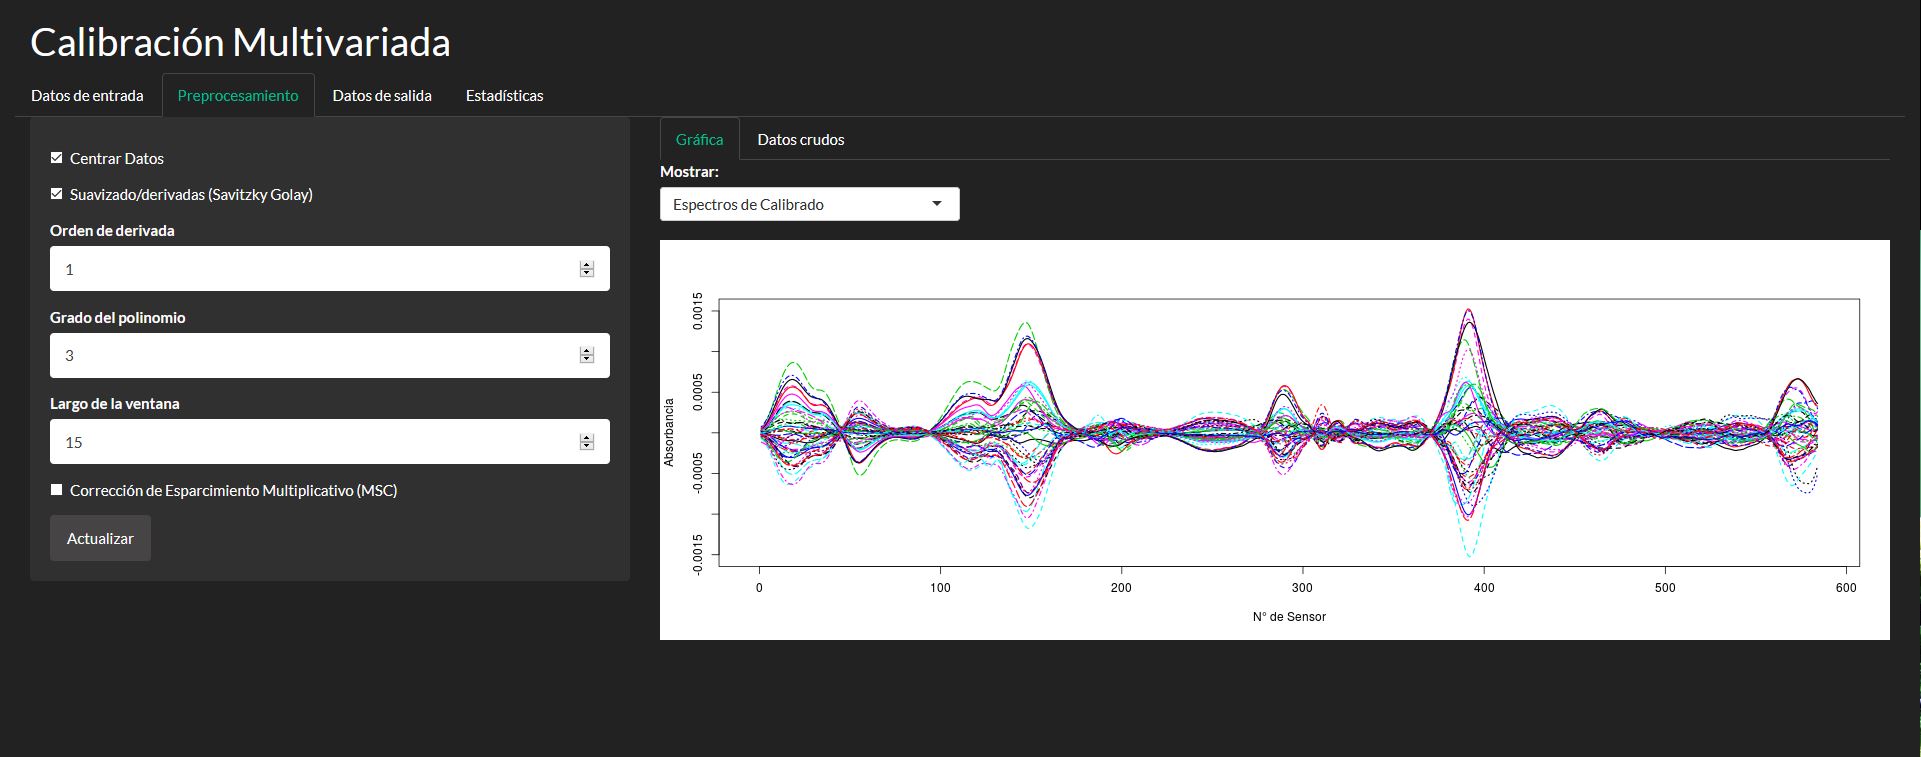 Calibración Multivariada
Datos de entrada Preprocesamiento Datos de salida Estadísticas
Centrar Datos
Suavizado/derivadas (Savitzky Golay)
Orden de derivada
1
Grado del polinomio
3
Largo de la ventana
15
Corrección de Esparcimiento Multiplicativo (MSC)
Actualizar
Gráfica Datos crudos
Mostrar:
Espectros de Calibrado
Absorbancia
0.0015
0.0005
-0.0005
-0.0015
0 100 200 300 400 500 600
N° de Sensor